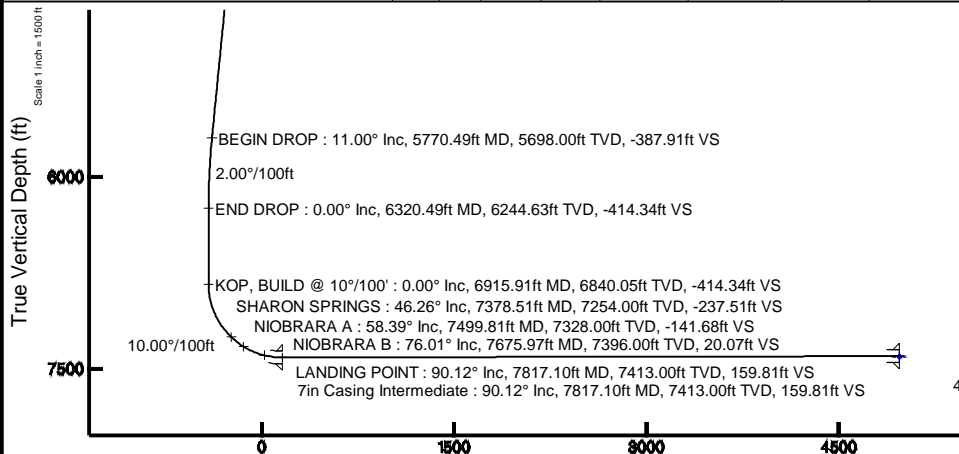 Scale 1 inch = 1500 ft
True Vertical Depth (ft)
BEGIN DROP : 11.00° Inc, 5770.49ft MD, 5698.00ft TVD, -387.91ft VS
2.00°/100ft
6000
END DROP : 0.00° Inc, 6320.49ft MD, 6244.63ft TVD, -414.34ft VS
KOP, BUILD @ 10°/100' : 0.00° Inc, 6915.91ft MD, 6840.05ft TVD, -414.34ft VS
SHARON SPRINGS : 46.26° Inc, 7378.51ft MD, 7254.00ft TVD, -237.51ft VS
NIOBRARA A : 58.39° Inc, 7499.81ft MD, 7328.00ft TVD, -141.68ft VS
10.00°/100ft
NIOBRARA B : 76.01° Inc, 7675.97ft MD, 7396.00ft TVD, 20.07ft VS
7500
LANDING POINT : 90.12° Inc, 7817.10ft MD, 7413.00ft TVD, 159.81ft VS
7in Casing Intermediate : 90.12° Inc, 7817.10ft MD, 7413.00ft TVD, 159.81ft VS
4
0 1500 3000 4500